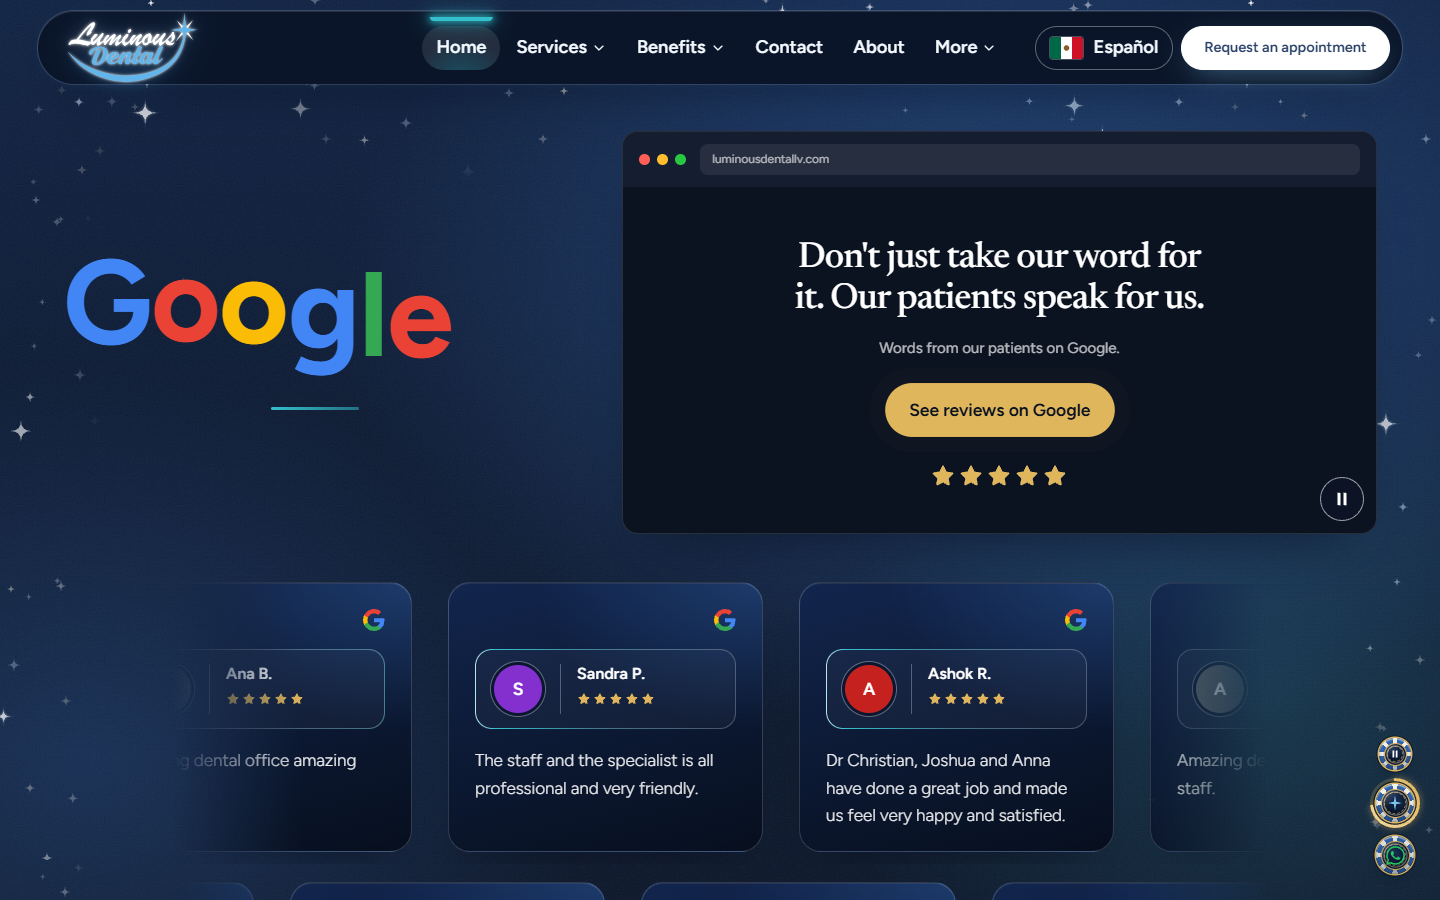 Luminous
Dental
Home
Services
Benefits
Contact
About
More
Español
Request an appointment
luminousdentallv.com
Google
Don't just take our word for
it. Our patients speak for us.
Words from our patients on Google.
See reviews on Google
Ana B.
dental office amazing
S
Sandra P.
The staff and the specialist is all
professional and very friendly.
A
Ashok R.
Dr Christian, Joshua and Anna
have done a great job and made
us feel very happy and satisfied.
A
Amazing
staff.